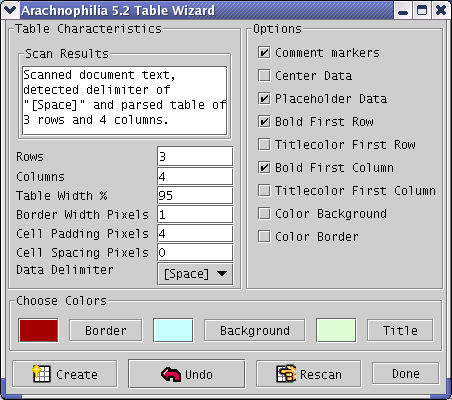 Arachnophilia 5.2 Table Wizard
Table Characteristics
Scan Results
Scanned document text,
detected delimiter of
"[Space]" and parsed table of
3 rows and 4 columns.
Rows 3
Columns 4
Table Width % 95
Border Width Pixels 1
Cell Padding Pixels 4
Cell Spacing Pixels 0
Data Delimiter [Space]
Options
Comment markers
Center Data
Placeholder Data
Bold First Row
Titlecolor First Row
Bold First Column
Titlecolor First Column
Color Background
Color Border
Choose Colors
Border Background Title
Create Undo Rescan Done